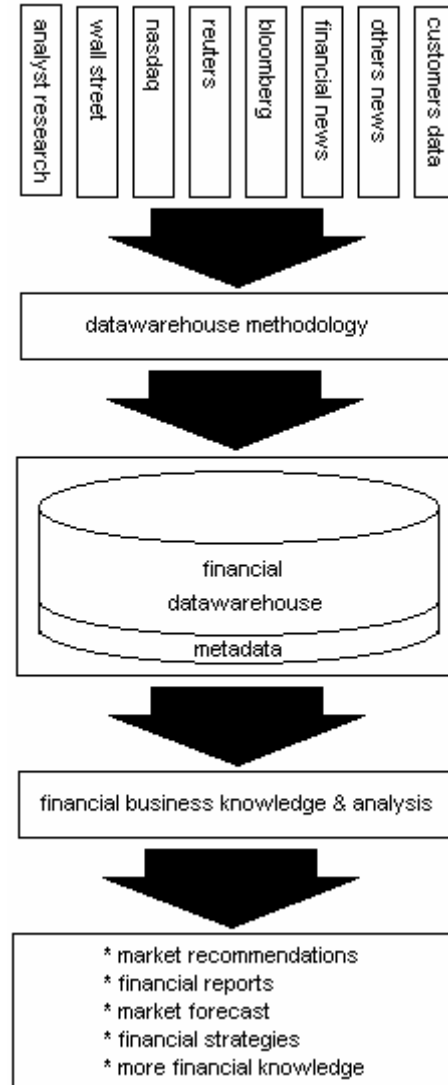 analyst research
wall street
nasdaq
reuters
bloomberg
financial news
others news
customers data
datawarehouse methodology
financial
datawarehouse
metadata
financial business knowledge & analysis
* market recommendations
* financial reports
* market forecast
* financial strategies
* more financial knowledge